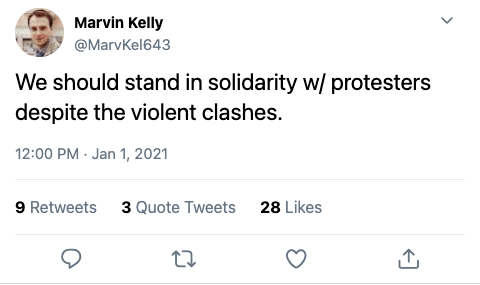 Marvin Kelly
@MarvKel643
We should stand in solidarity w/ protesters
despite the violent clashes.
12:00 PM · Jan 1, 2021
9 Retweets 3 Quote Tweets 28 Likes